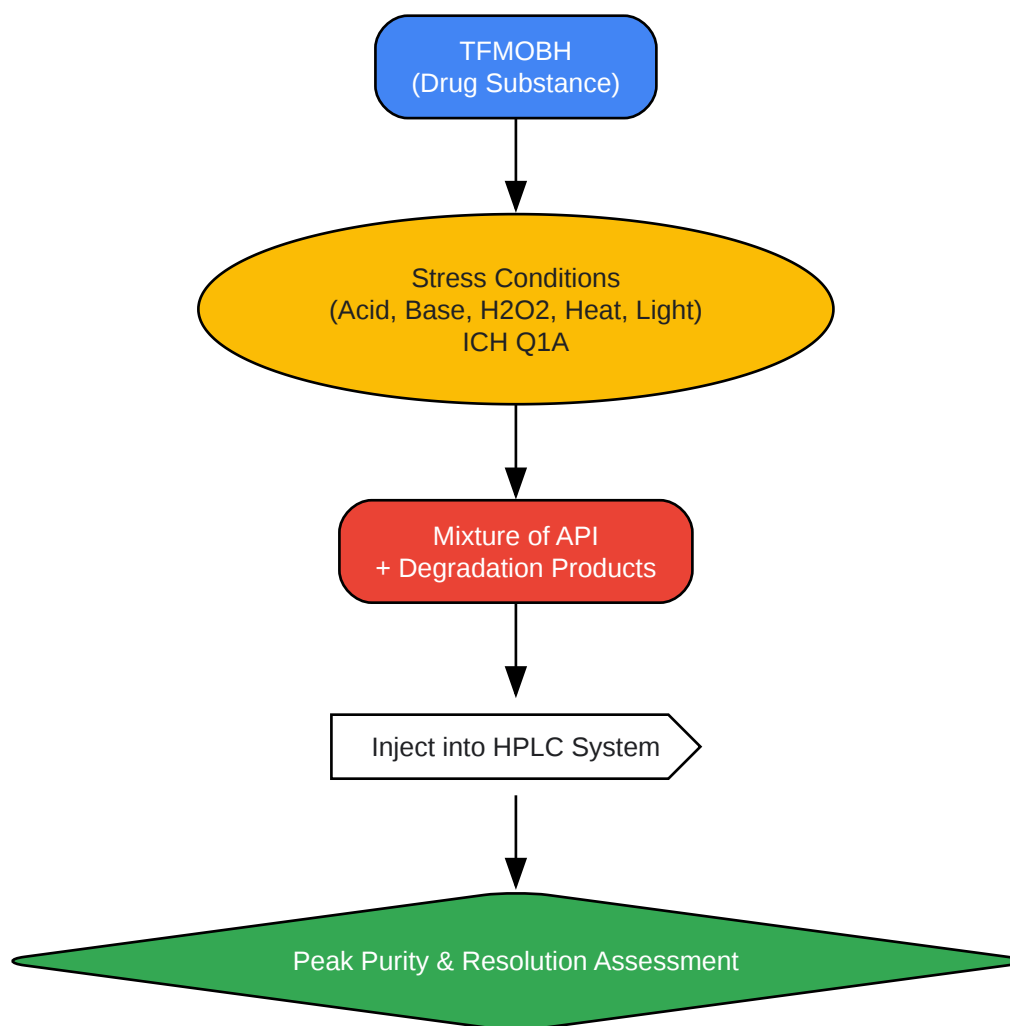 TFMOBH
(Drug Substance)
Stress Conditions
(Acid, Base, H2O2, Heat, Light)
ICH Q1A
Mixture of API
+ Degradation Products
Inject into HPLC System
Peak Purity & Resolution Assessment